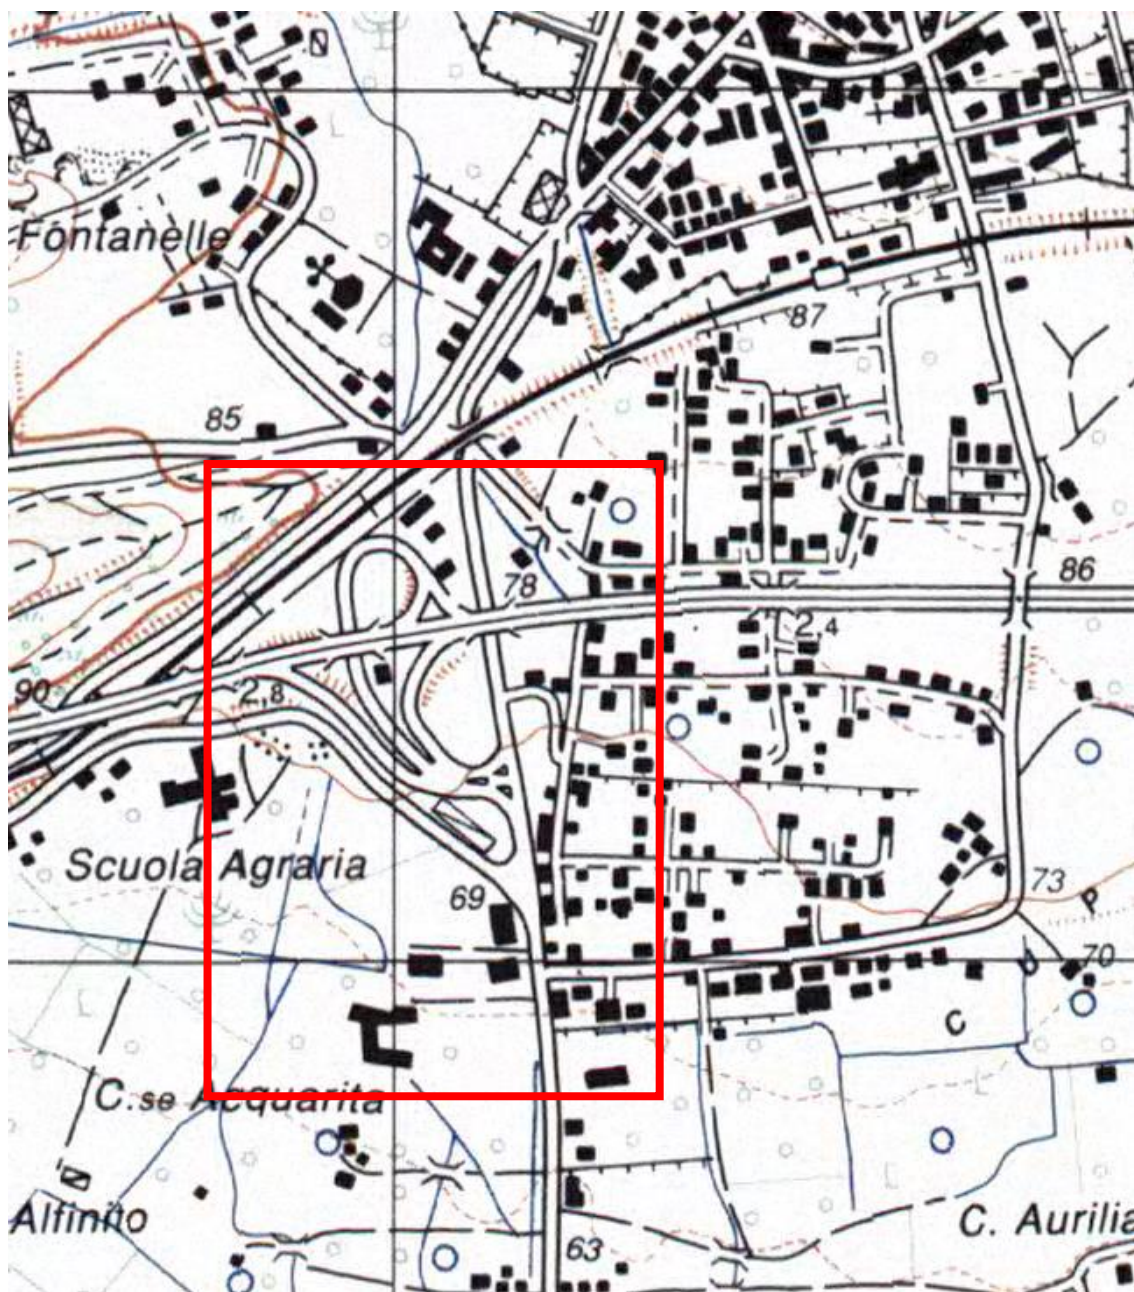 Fontanelle
87
85
86
78
2,4
90
2,8
Scuola Agraria
73
69
P
70
C
C.se Acquarita
Alfinito
C. Aurilia
63